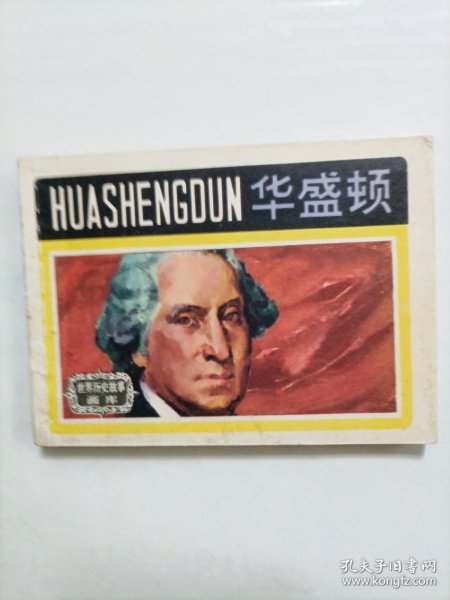 HUASHENGDUN 华盛顿
世界历史故事
画库
孔夫子旧书网
www.kongfz.com